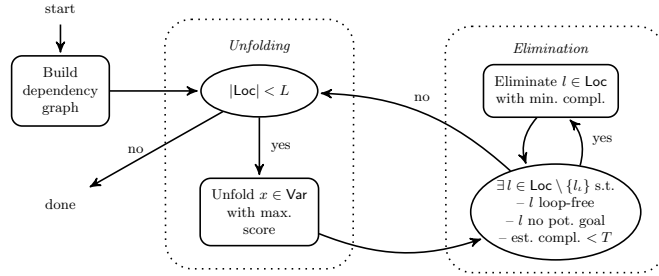 start
Build
dependency
graph
Unfolding
|Loc| < L
no
yes
done
Unfold x ∈ Var
with max.
score
no
Elimination
Eliminate l ∈ Loc
with min. compl.
yes
∃ l ∈ Loc \ {lι} s.t.
– l loop-free
– l no pot. goal
– est. compl. < T